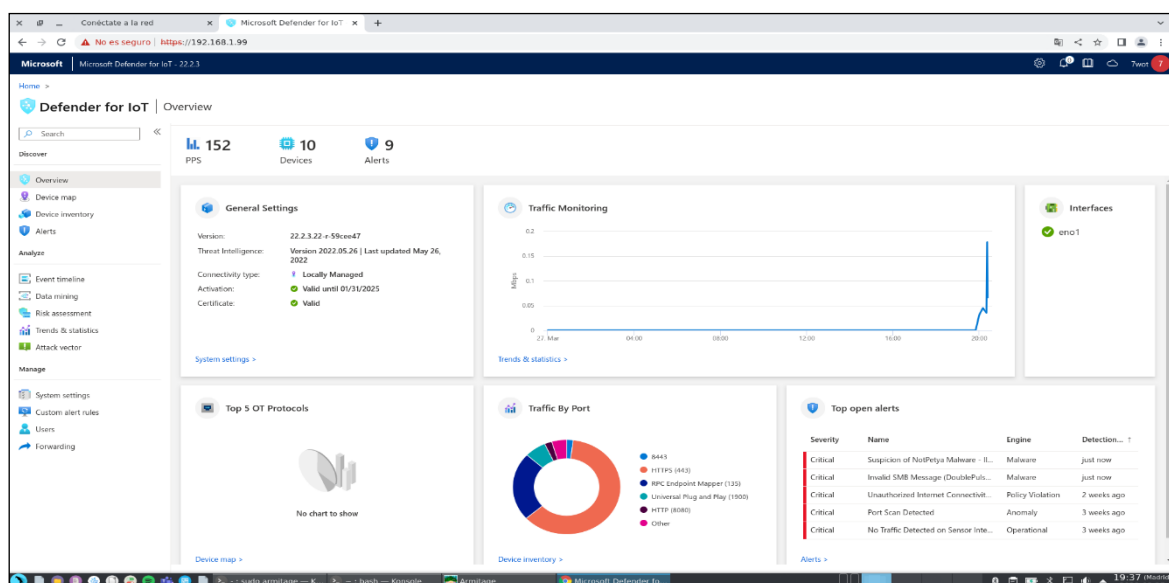 Conéctate a la red
Microsoft Defender for IoT
No es seguro | https://192.168.1.99
Microsoft | Microsoft Defender for IoT - 22.2.3
7wot 7
Home >
Defender for IoT | Overview
Search
Discover
Overview
Device map
Device inventory
Alerts
Analyze
Event timeline
Data mining
Risk assessment
Trends & statistics
Attack vector
Manage
System settings
Custom alert rules
Users
Forwarding
152
PPS
10
Devices
9
Alerts
General Settings
Version: 22.2.3.22-r-59cee47
Threat Intelligence: Version 2022.05.26 | Last updated May 26, 2022
Connectivity type: Locally Managed
Activation: Valid until 01/31/2025
Certificate: Valid
System settings >
Traffic Monitoring
Mbps
0.2
0.15
0.1
0.05
0
27. Mar 04:00 08:00 12:00 16:00 20:00
Trends & statistics >
Interfaces
eno1
Top 5 OT Protocols
No chart to show
Device map >
Traffic By Port
8443
HTTPS (443)
RPC Endpoint Mapper (135)
Universal Plug and Play (1900)
HTTP (8080)
Other
Device inventory >
Top open alerts
Severity Name Engine Detection... ↑
Critical Suspicion of NotPetya Malware - Il... Malware just now
Critical Invalid SMB Message (DoublePuls... Malware just now
Critical Unauthorized Internet Connectivit... Policy Violation 2 weeks ago
Critical Port Scan Detected Anomaly 3 weeks ago
Critical No Traffic Detected on Sensor Inte... Operational 3 weeks ago
Alerts >
- : sudo armitage — K
- : bash — Konsole
Armitage
Microsoft Defender fo
19:37